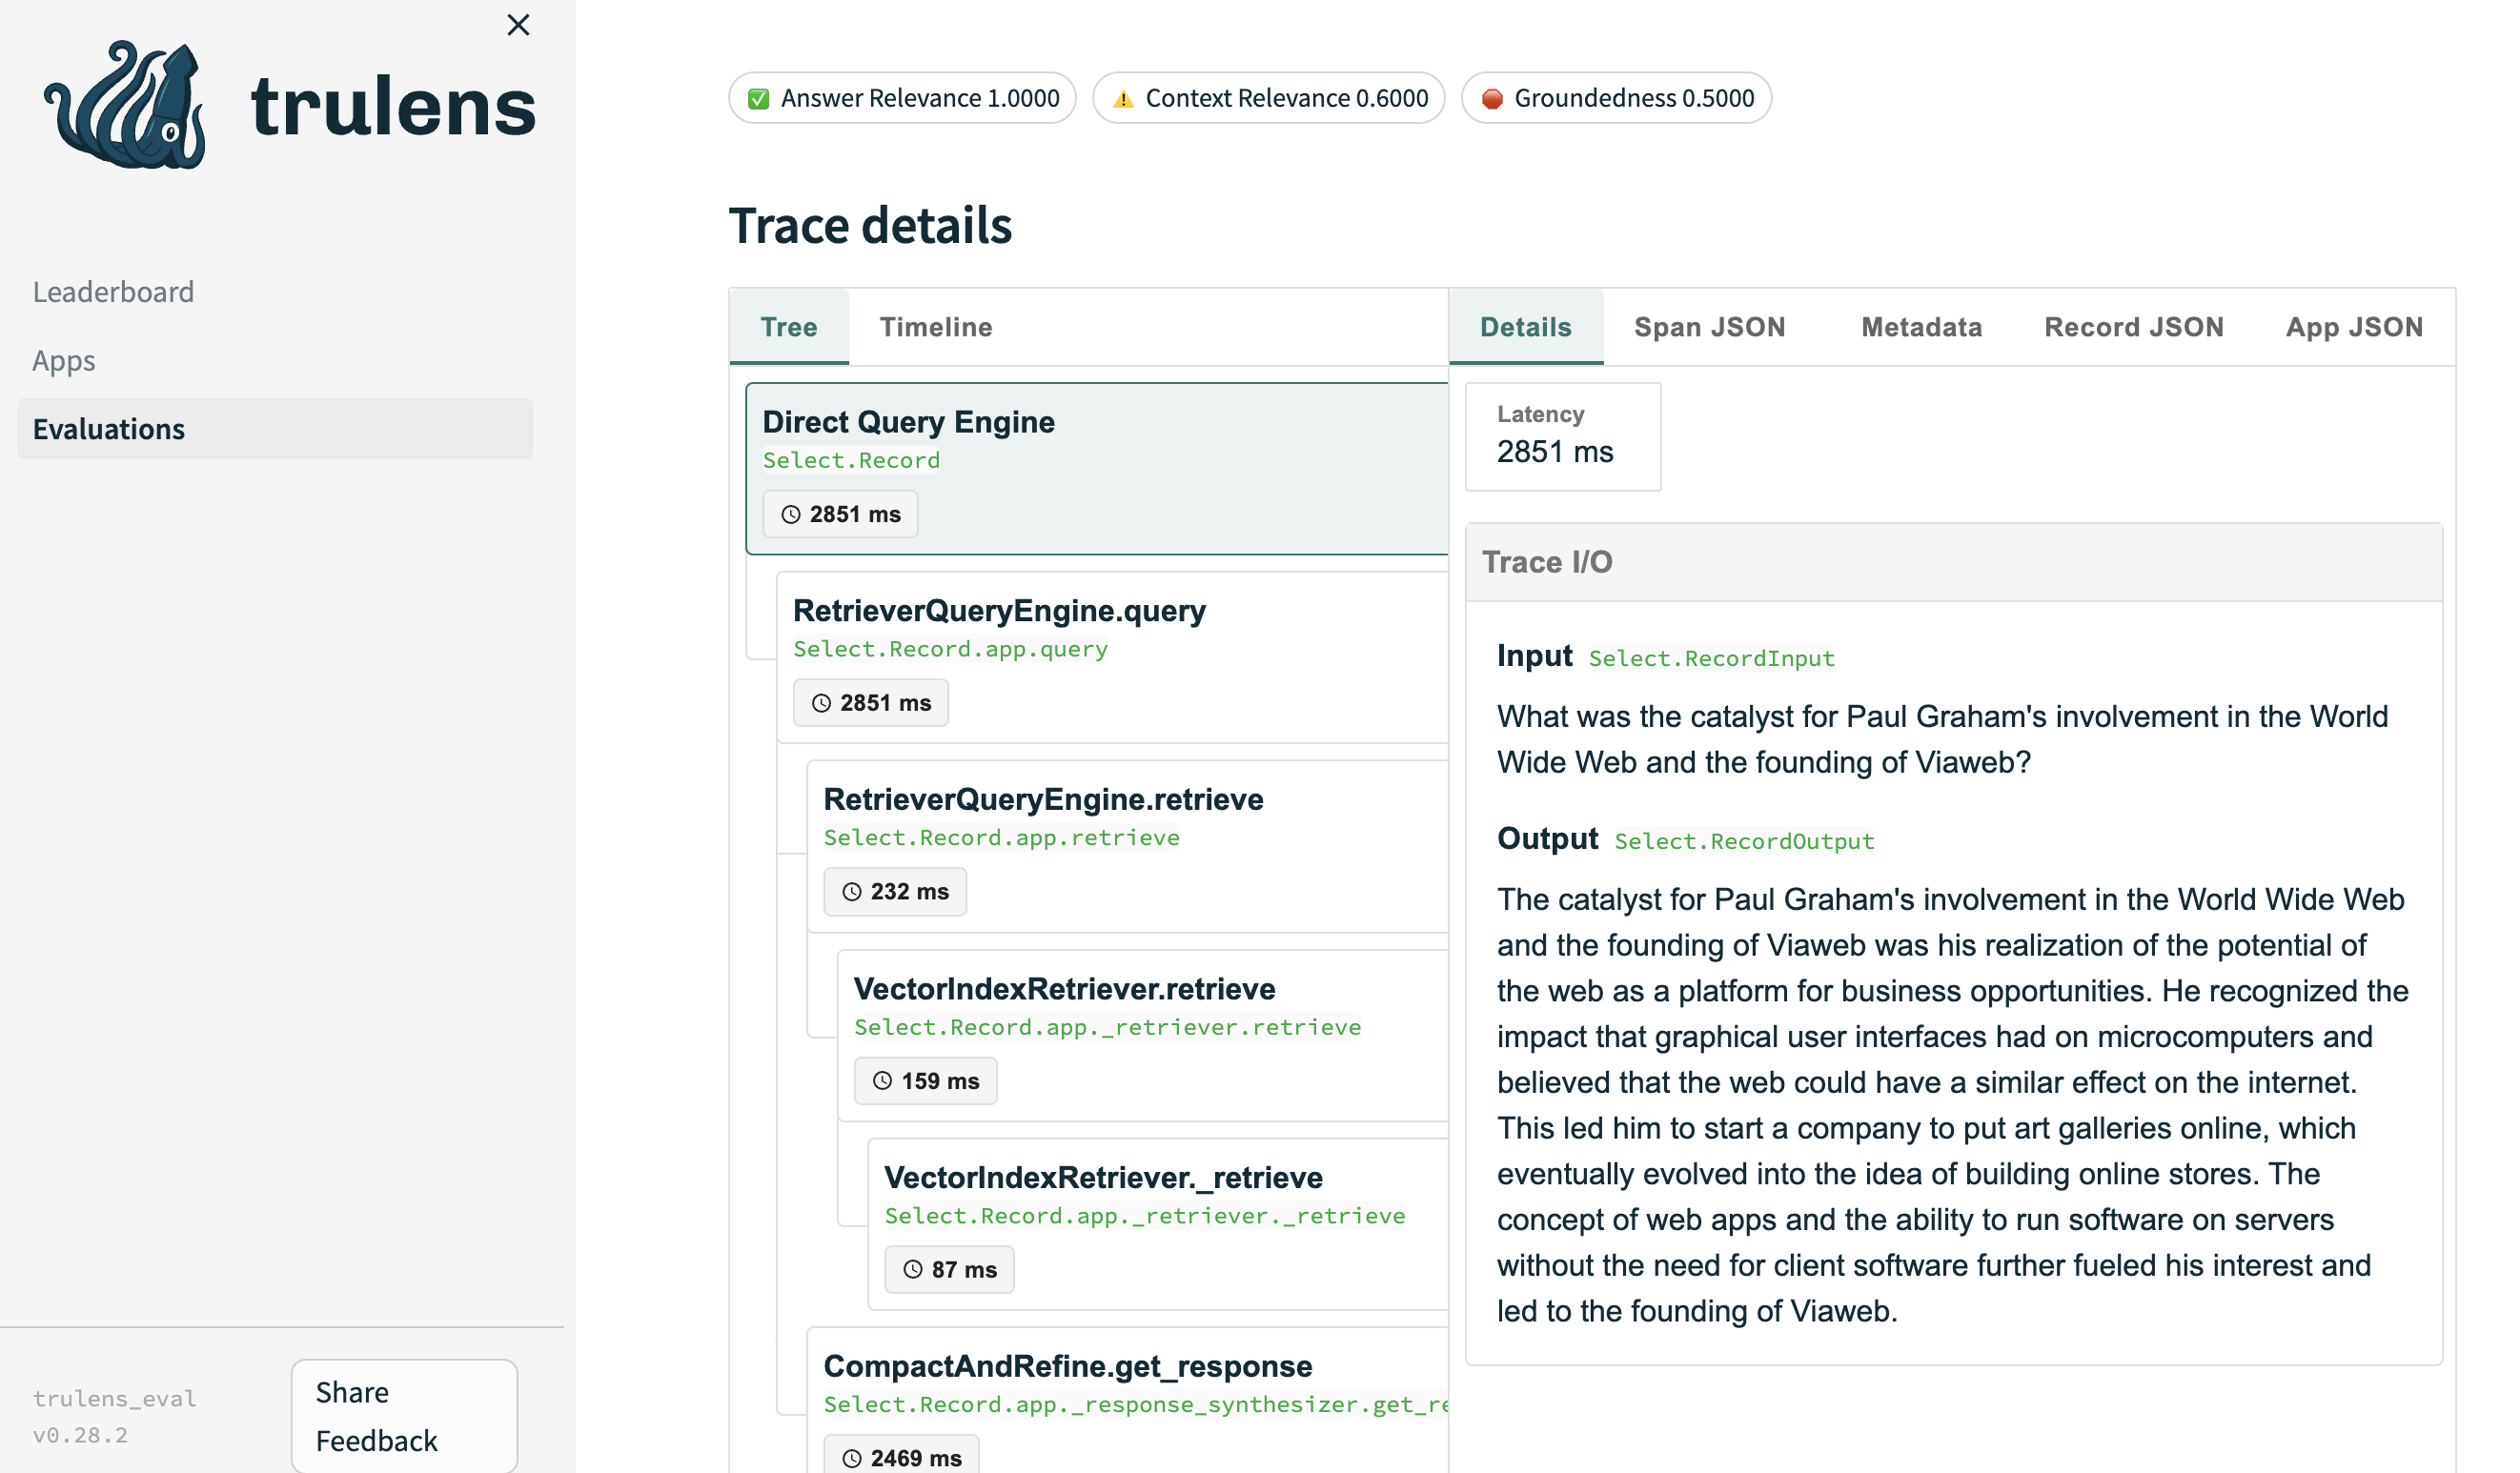 trulens
Leaderboard
Apps
Evaluations
trulens_eval
v0.28.2
Share
Feedback
Answer Relevance 1.0000
Context Relevance 0.6000
Groundedness 0.5000
Trace details
Tree
Timeline
Direct Query Engine
Select.Record
2851 ms
RetrieverQueryEngine.query
Select.Record.app.query
2851 ms
RetrieverQueryEngine.retrieve
Select.Record.app.retrieve
232 ms
VectorIndexRetriever.retrieve
Select.Record.app._retriever.retrieve
159 ms
VectorIndexRetriever._retrieve
Select.Record.app._retriever._retrieve
87 ms
CompactAndRefine.get_response
Select.Record.app._response_synthesizer.get_re
2469 ms
Details
Span JSON
Metadata
Record JSON
App JSON
Latency
2851 ms
Trace I/O
Input Select.RecordInput
What was the catalyst for Paul Graham's involvement in the World
Wide Web and the founding of Viaweb?
Output Select.RecordOutput
The catalyst for Paul Graham's involvement in the World Wide Web
and the founding of Viaweb was his realization of the potential of
the web as a platform for business opportunities. He recognized the
impact that graphical user interfaces had on microcomputers and
believed that the web could have a similar effect on the internet.
This led him to start a company to put art galleries online, which
eventually evolved into the idea of building online stores. The
concept of web apps and the ability to run software on servers
without the need for client software further fueled his interest and
led to the founding of Viaweb.